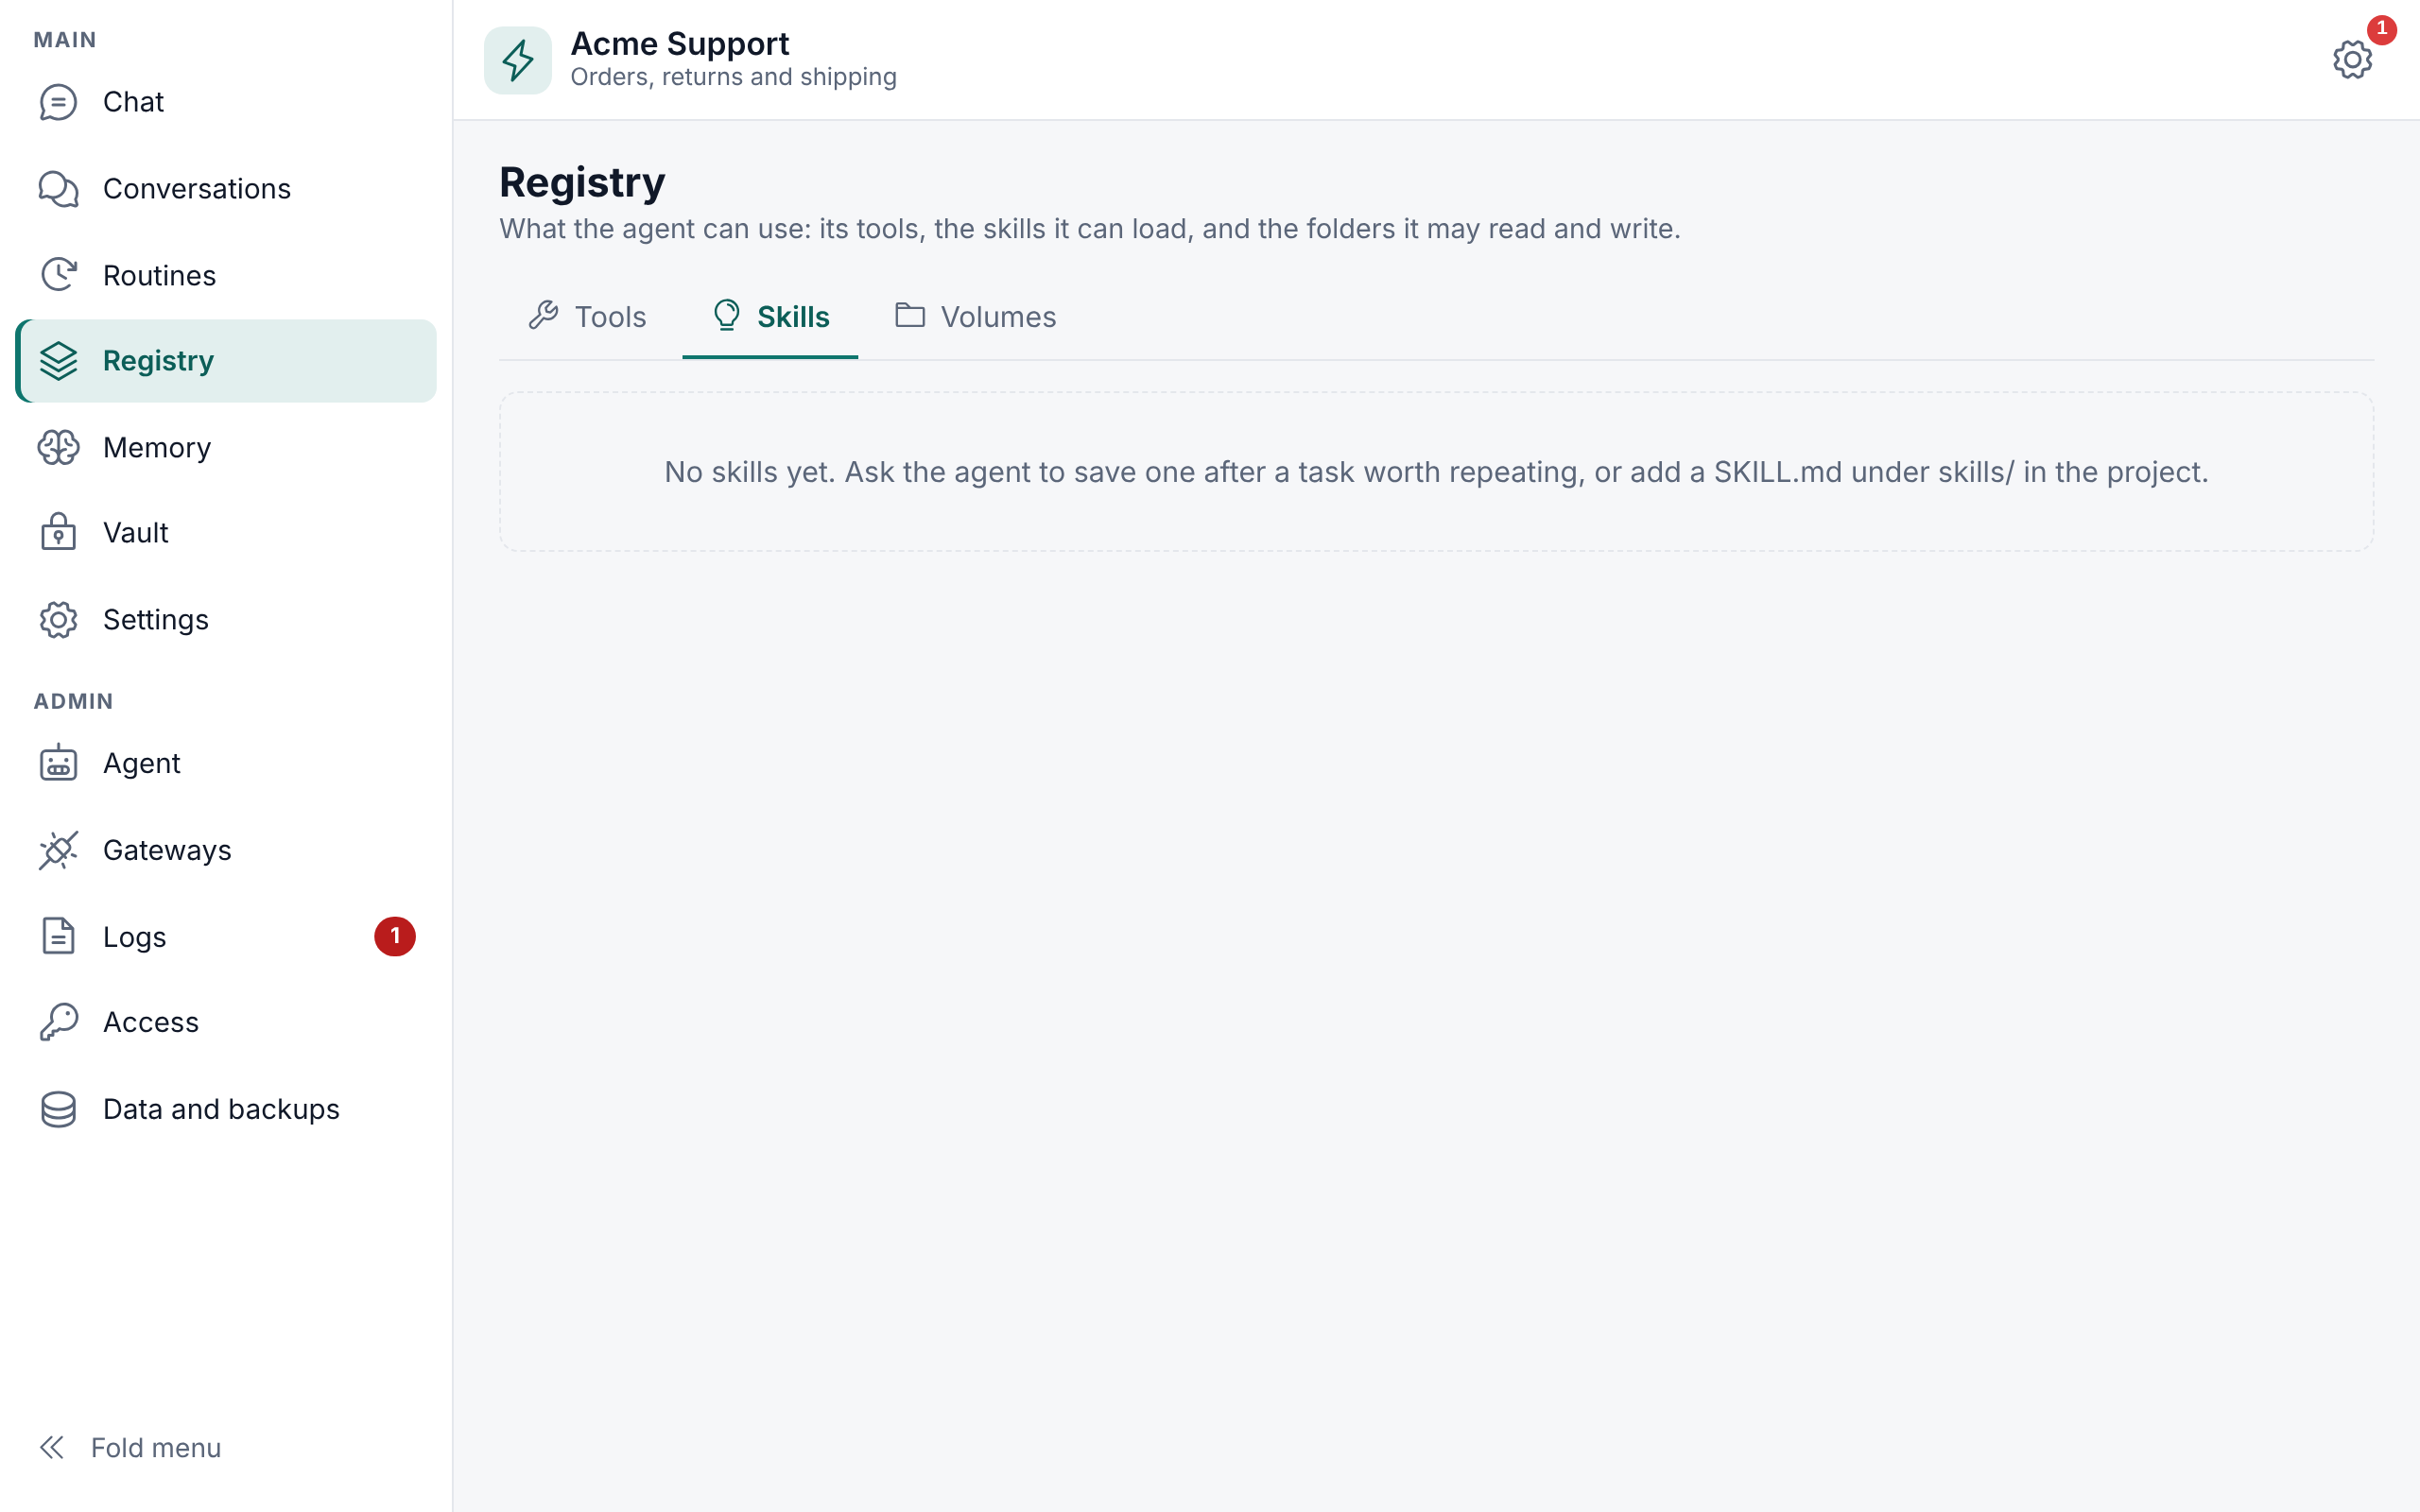 MAIN
Chat
Conversations
Routines
Registry
Memory
Vault
Settings
ADMIN
Agent
Gateways
Logs
1
Access
Data and backups
Fold menu
Acme Support
Orders, returns and shipping
1
Registry
What the agent can use: its tools, the skills it can load, and the folders it may read and write.
Tools
Skills
Volumes
No skills yet. Ask the agent to save one after a task worth repeating, or add a SKILL.md under skills/ in the project.